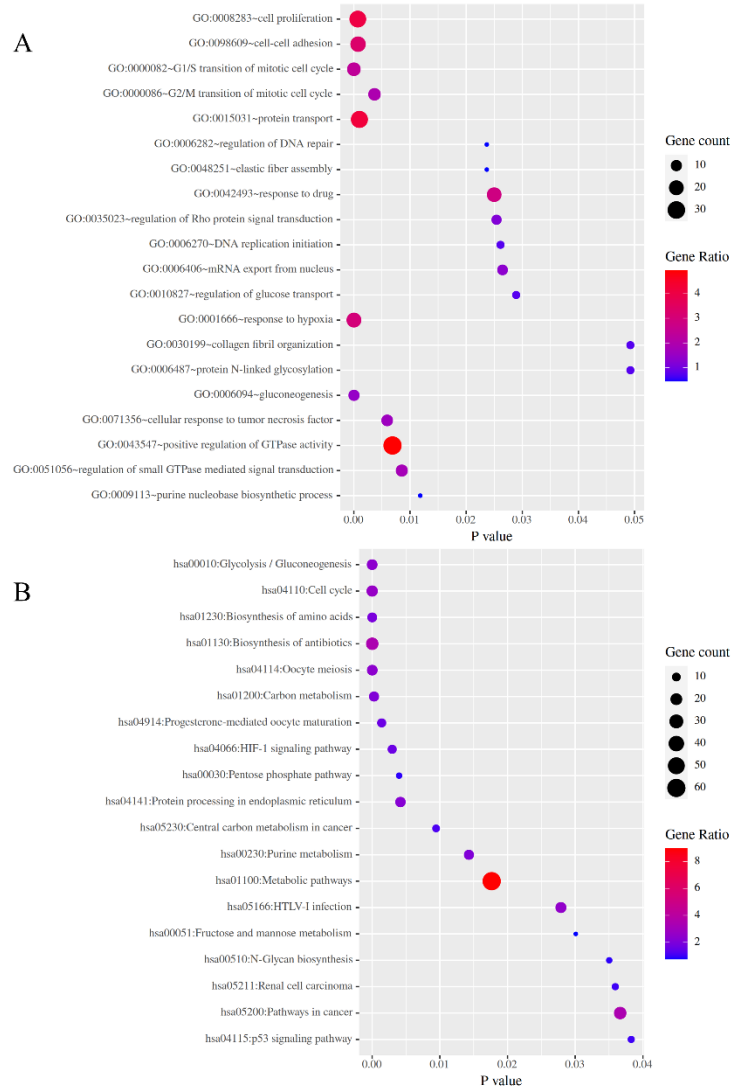 A
GO:0008283~cell proliferation
GO:0098609~cell-cell adhesion
GO:0000082~G1/S transition of mitotic cell cycle
GO:0000086~G2/M transition of mitotic cell cycle
GO:0015031~protein transport
GO:0006282~regulation of DNA repair
GO:0048251~elastic fiber assembly
GO:0042493~response to drug
GO:0035023~regulation of Rho protein signal transduction
GO:0006270~DNA replication initiation
GO:0006406~mRNA export from nucleus
GO:0010827~regulation of glucose transport
GO:0001666~response to hypoxia
GO:0030199~collagen fibril organization
GO:0006487~protein N-linked glycosylation
GO:0006094~gluconeogenesis
GO:0071356~cellular response to tumor necrosis factor
GO:0043547~positive regulation of GTPase activity
GO:0051056~regulation of small GTPase mediated signal transduction
GO:0009113~purine nucleobase biosynthetic process
0.00 0.01 0.02 0.03 0.04 0.05
P value
Gene count
10
20
30
Gene Ratio
4
3
2
1
B
hsa00010:Glycolysis / Gluconeogenesis
hsa04110:Cell cycle
hsa01230:Biosynthesis of amino acids
hsa01130:Biosynthesis of antibiotics
hsa04114:Oocyte meiosis
hsa01200:Carbon metabolism
hsa04914:Progesterone-mediated oocyte maturation
hsa04066:HIF-1 signaling pathway
hsa00030:Pentose phosphate pathway
hsa04141:Protein processing in endoplasmic reticulum
hsa05230:Central carbon metabolism in cancer
hsa00230:Purine metabolism
hsa01100:Metabolic pathways
hsa05166:HTLV-I infection
hsa00051:Fructose and mannose metabolism
hsa00510:N-Glycan biosynthesis
hsa05211:Renal cell carcinoma
hsa05200:Pathways in cancer
hsa04115:p53 signaling pathway
0.00 0.01 0.02 0.03 0.04
P value
Gene count
10
20
30
40
50
60
Gene Ratio
8
6
4
2